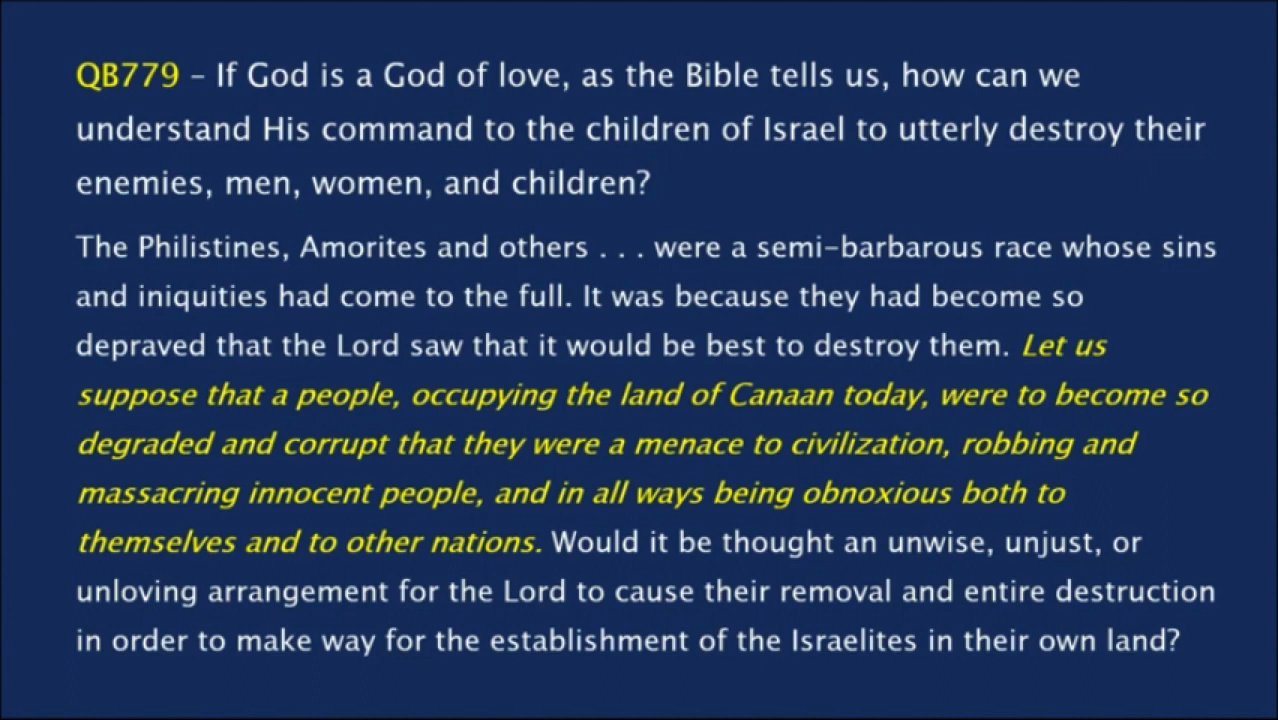 QB779 – If God is a God of love, as the Bible tells us, how can we
understand His command to the children of Israel to utterly destroy their
enemies, men, women, and children?
The Philistines, Amorites and others . . . were a semi-barbarous race whose sins
and iniquities had come to the full. It was because they had become so
depraved that the Lord saw that it would be best to destroy them. Let us
suppose that a people, occupying the land of Canaan today, were to become so
degraded and corrupt that they were a menace to civilization, robbing and
massacring innocent people, and in all ways being obnoxious both to
themselves and to other nations. Would it be thought an unwise, unjust, or
unloving arrangement for the Lord to cause their removal and entire destruction
in order to make way for the establishment of the Israelites in their own land?